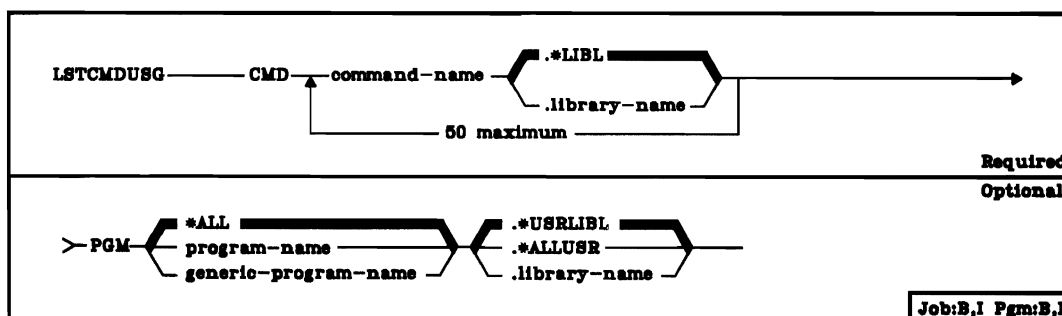 .*LIBL
LSTCMDUSG CMD command-name
.library-name
50 maximum
Required
Optional
*ALL .*USRLIBL
PGM program-name .*ALLUSR
generic-program-name .library-name
Job:B,I Pgm:B,I